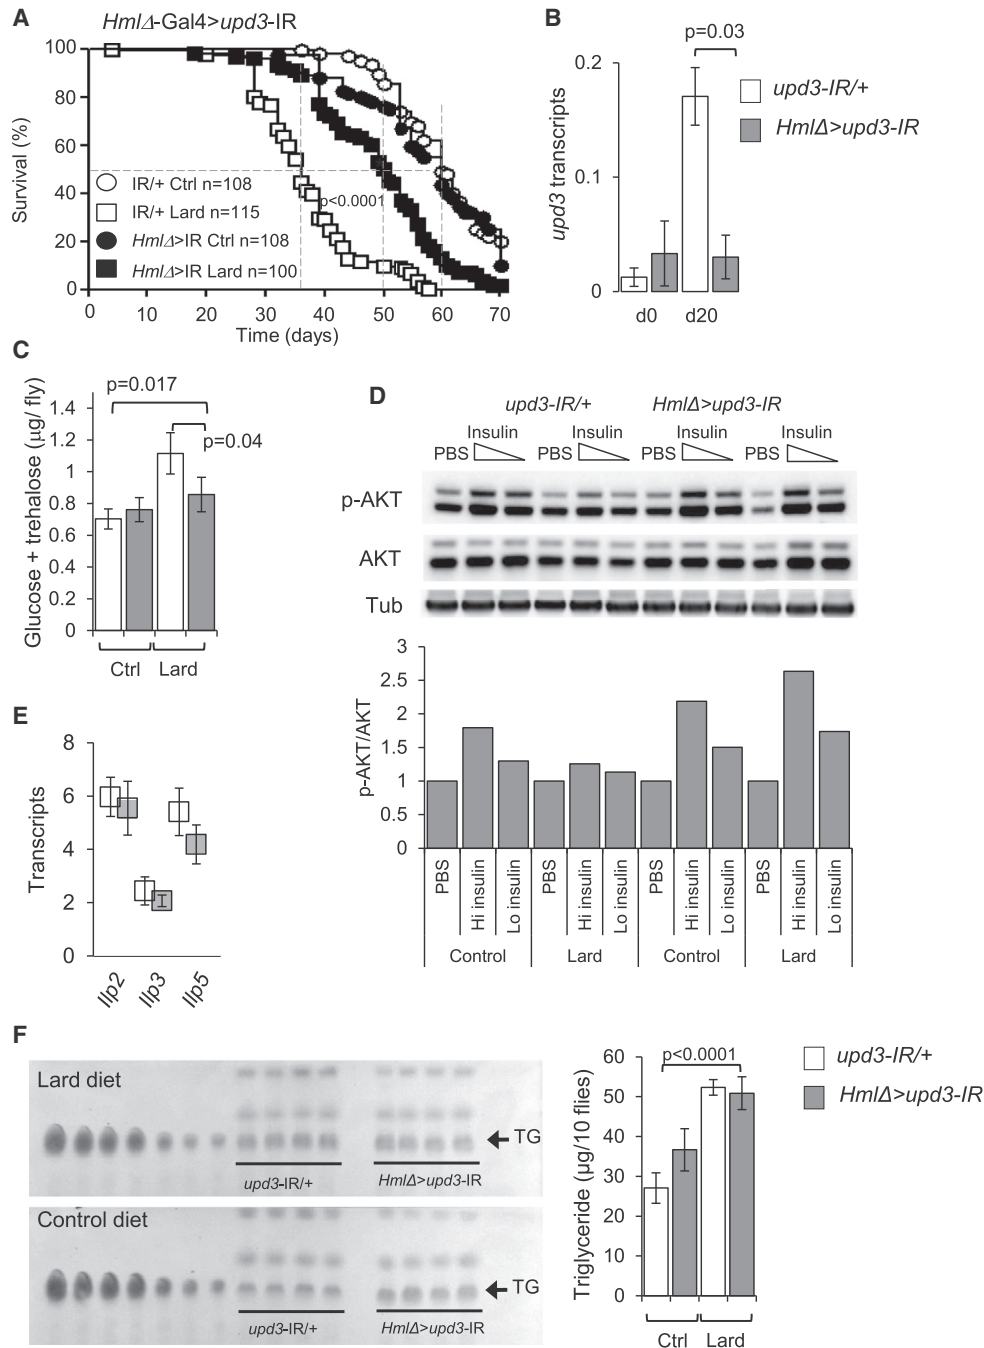 A
HmlΔ-Gal4>upd3-IR
Survival (%)
100
80
60
40
20
0
IR/+ Ctrl n=108
IR/+ Lard n=115
HmlΔ>IR Ctrl n=108
HmlΔ>IR Lard n=100
p<0.0001
0 10 20 30 40 50 60 70
Time (days)
B
p=0.03
upd3 transcripts
0.2
0.1
0
d0 d20
upd3-IR/+
HmlΔ>upd3-IR
C
p=0.017
p=0.04
Glucose + trehalose (µg/ fly)
1.4
1.2
1.0
0.8
0.6
0.4
0.2
0
Ctrl Lard
D
upd3-IR/+ HmlΔ>upd3-IR
Insulin Insulin Insulin Insulin
PBS PBS PBS PBS
p-AKT
AKT
Tub
p-AKT/AKT
3
2.5
2
1.5
1
0.5
0
PBS Hi insulin Lo insulin PBS Hi insulin Lo insulin PBS Hi insulin Lo insulin PBS Hi insulin Lo insulin
Control Lard Control Lard
E
Transcripts
8
6
4
2
0
Ilp2 Ilp3 Ilp5
F
Lard diet
TG
upd3-IR/+ HmlΔ>upd3-IR
Control diet
TG
upd3-IR/+ HmlΔ>upd3-IR
p<0.0001
Triglyceride (µg/10 flies)
60
50
40
30
20
10
0
Ctrl Lard
upd3-IR/+
HmlΔ>upd3-IR